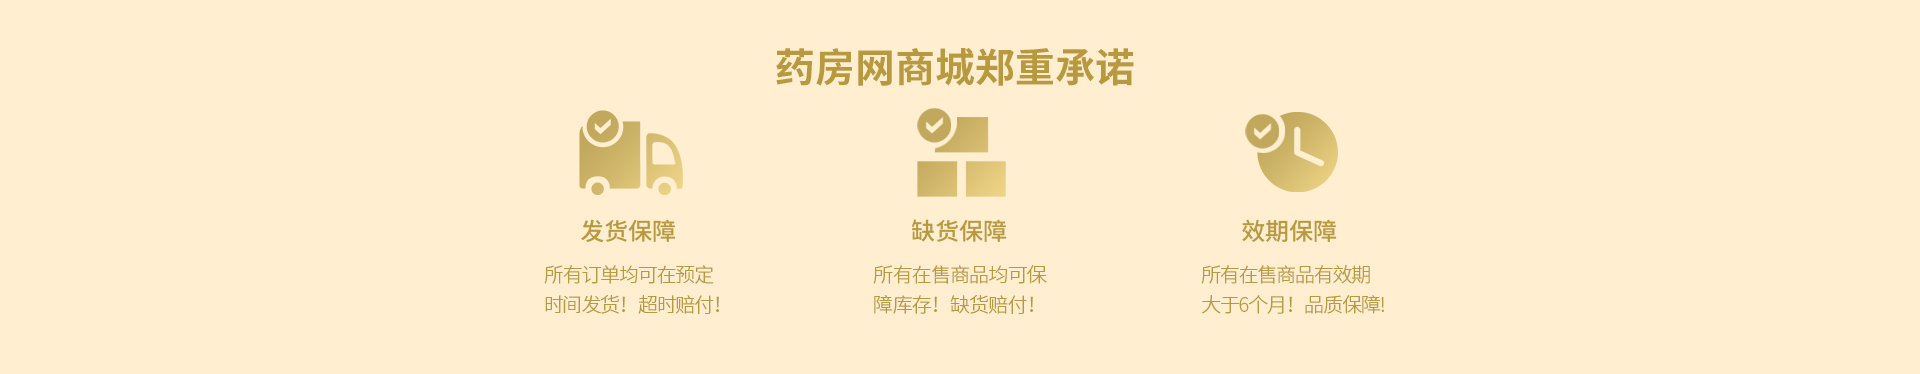 药房网商城郑重承诺
发货保障
所有订单均可在预定
时间发货！超时赔付！
缺货保障
所有在售商品均可保
障库存！缺货赔付！
效期保障
所有在售商品有效期
大于6个月！品质保障!